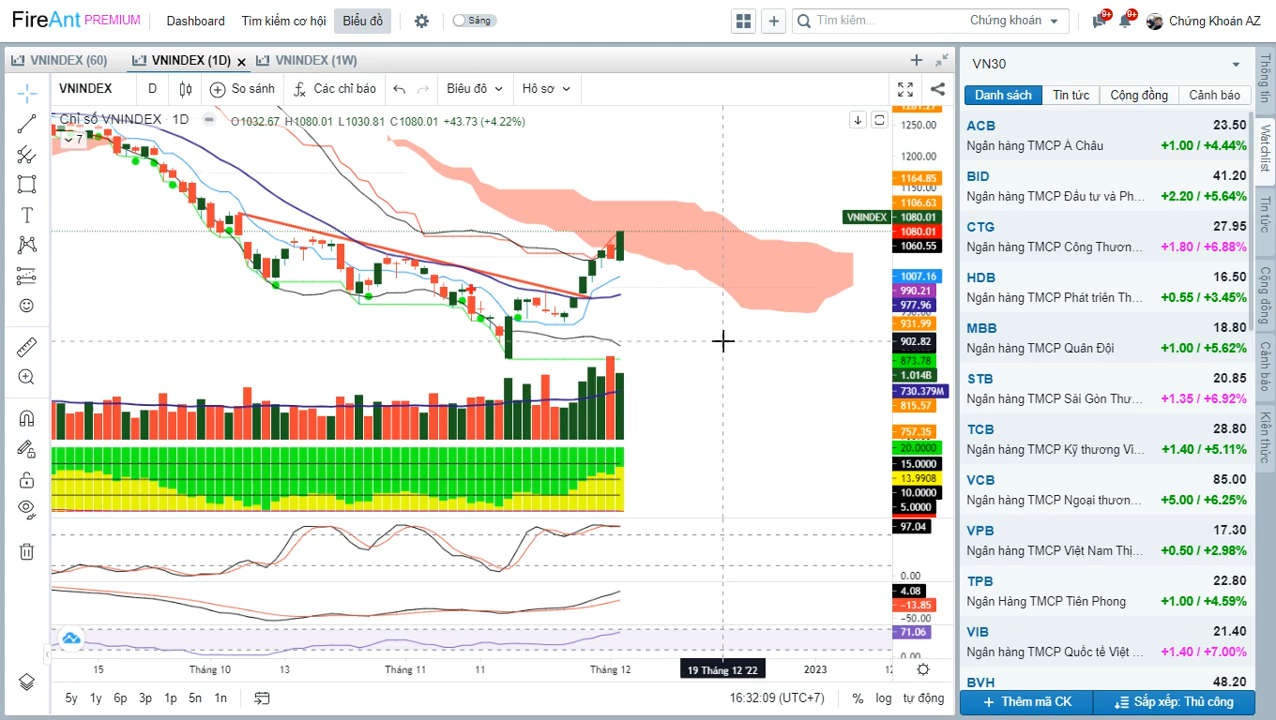 FireAnt PREMIUM Dashboard Tìm kiếm cơ hội Biểu đồ Sáng Tìm kiếm... Chứng khoán 9+ 9+ Chứng Khoán AZ
VNINDEX (60) VNINDEX (1D) VNINDEX (1W)
VNINDEX D So sánh Các chỉ báo Biểu đồ Hồ sơ
Chỉ số VNINDEX · 1D O1032.67 H1080.01 L1030.81 C1080.01 +43.73 (+4.22%)
7
1250.00
1200.00
1164.85
1150.00
1106.63
VNINDEX 1080.01
1080.01
1060.55
1007.16
990.21
977.96
931.99
902.82
873.78
1.014B
730.379M
815.57
757.35
20.0000
15.0000
13.9908
10.0000
5.0000
97.04
0.00
4.08
-13.85
-50.00
71.06
0.00
15 Tháng 10 13 Tháng 11 11 Tháng 12 19 Tháng 12 '22 2023
5y 1y 6p 3p 1p 5n 1n 16:32:09 (UTC+7) % log tự động
VN30
Danh sách Tin tức Cộng đồng Cảnh báo
ACB 23.50
Ngân hàng TMCP Á Châu +1.00 / +4.44%
BID 41.20
Ngân hàng TMCP Đầu tư và Ph... +2.20 / +5.64%
CTG 27.95
Ngân hàng TMCP Công Thươn... +1.80 / +6.88%
HDB 16.50
Ngân hàng TMCP Phát triển Th... +0.55 / +3.45%
MBB 18.80
Ngân hàng TMCP Quân Đội +1.00 / +5.62%
STB 20.85
Ngân hàng TMCP Sài Gòn Thư... +1.35 / +6.92%
TCB 28.80
Ngân hàng TMCP Kỹ thương Vi... +1.40 / +5.11%
VCB 85.00
Ngân hàng TMCP Ngoại thươn... +5.00 / +6.25%
VPB 17.30
Ngân hàng TMCP Việt Nam Thị... +0.50 / +2.98%
TPB 22.80
Ngân Hàng TMCP Tiên Phong +1.00 / +4.59%
VIB 21.40
Ngân hàng TMCP Quốc tế Việt ... +1.40 / +7.00%
BVH 48.20
Thêm mã CK Sắp xếp: Thủ công
Thông tin
Watchlist
Tin tức
Cộng đồng
Cảnh báo
Kiến thức